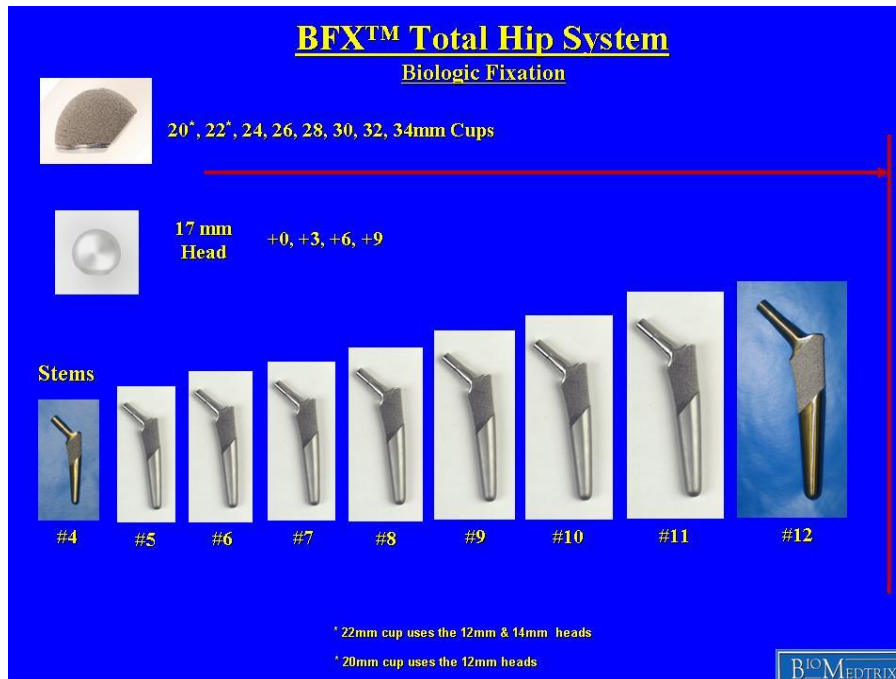 BFX™ Total Hip System
Biologic Fixation
20*, 22*, 24, 26, 28, 30, 32, 34mm Cups
17 mm
Head
+0, +3, +6, +9
Stems
#4
#5
#6
#7
#8
#9
#10
#11
#12
* 22mm cup uses the 12mm & 14mm heads
* 20mm cup uses the 12mm heads
BIOMEDTRIX